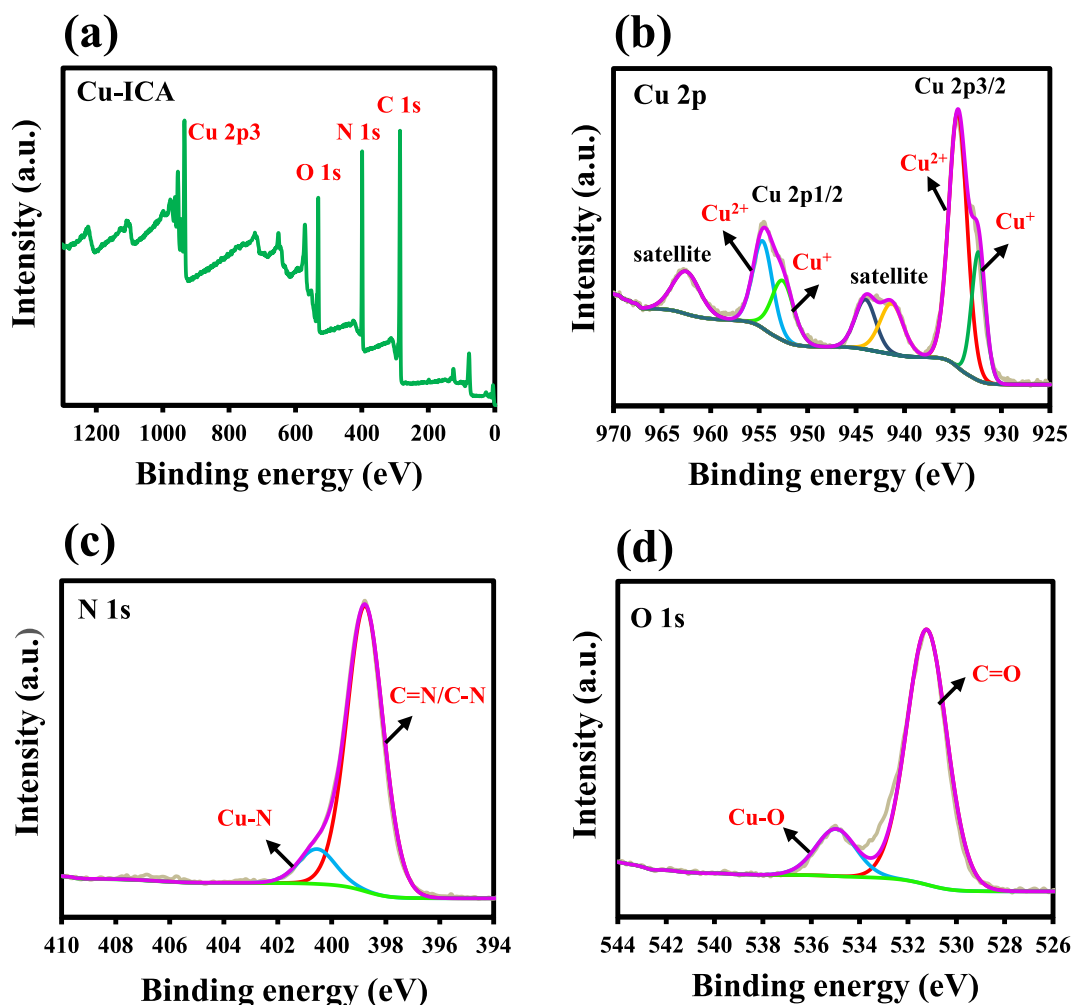 (a)
Cu-ICA
Cu 2p3
O 1s
N 1s
C 1s
Intensity (a.u.)
1200 1000 800 600 400 200 0
Binding energy (eV)
(b)
Cu 2p
Cu 2p3/2
Cu²⁺
Cu⁺
Cu 2p1/2
Cu²⁺
Cu⁺
satellite
satellite
Intensity (a.u.)
970 965 960 955 950 945 940 935 930 925
Binding energy (eV)
(c)
N 1s
C=N/C-N
Cu-N
Intensity (a.u.)
410 408 406 404 402 400 398 396 394
Binding energy (eV)
(d)
O 1s
C=O
Cu-O
Intensity (a.u.)
544 542 540 538 536 534 532 530 528 526
Binding energy (eV)